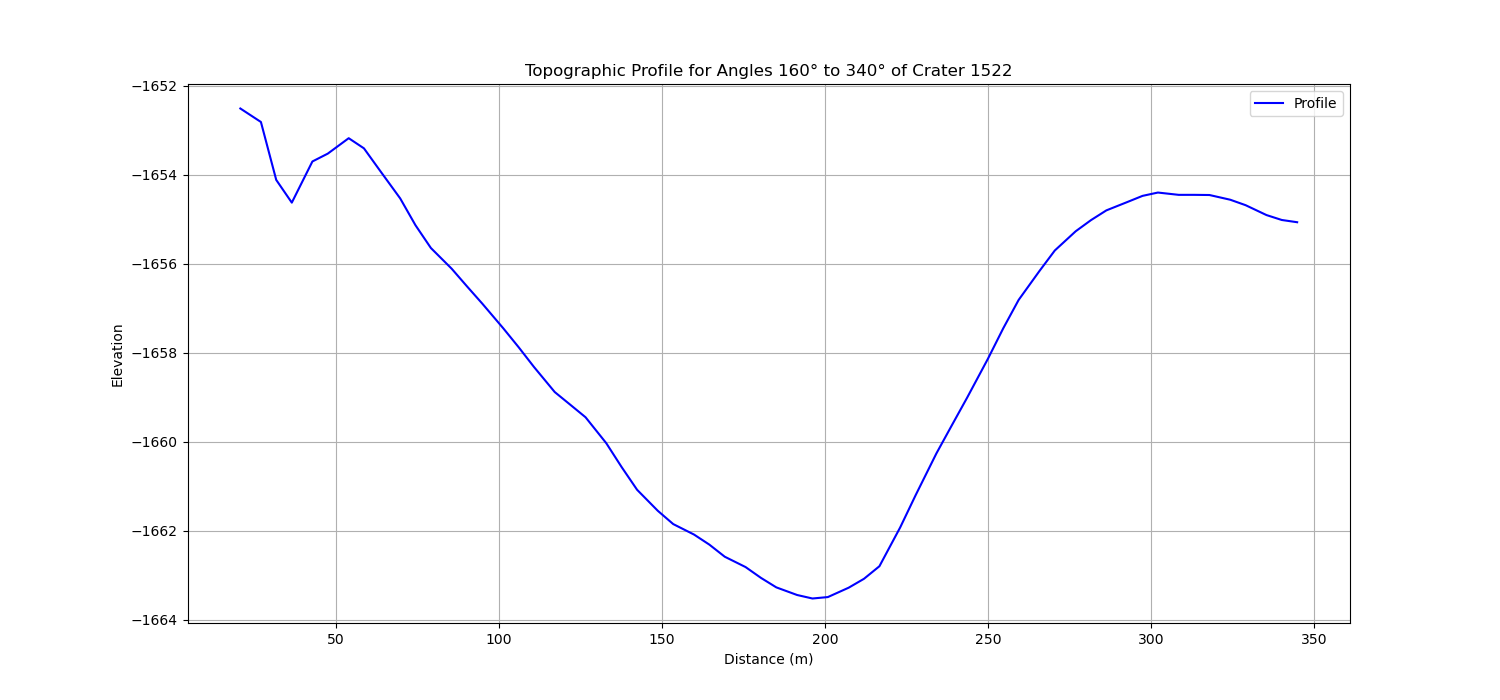 Topographic Profile for Angles 160° to 340° of Crater 1522
Profile
−1652
−1654
−1656
−1658
−1660
−1662
−1664
Elevation
50 100 150 200 250 300 350
Distance (m)